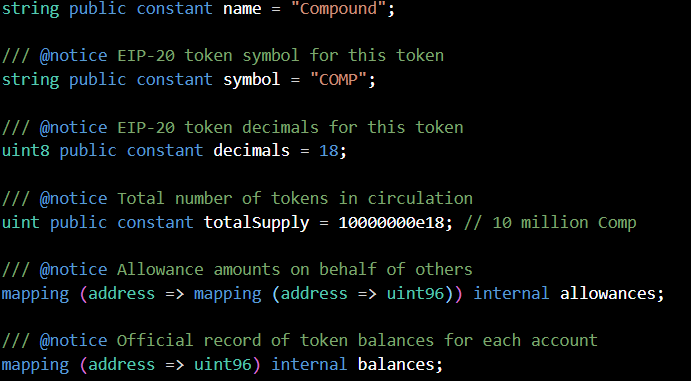 string public constant name = "Compound";
/// @notice EIP-20 token symbol for this token
string public constant symbol = "COMP";
/// @notice EIP-20 token decimals for this token
uint8 public constant decimals = 18;
/// @notice Total number of tokens in circulation
uint public constant totalSupply = 10000000e18; // 10 million Comp
/// @notice Allowance amounts on behalf of others
mapping (address => mapping (address => uint96)) internal allowances;
/// @notice Official record of token balances for each account
mapping (address => uint96) internal balances;